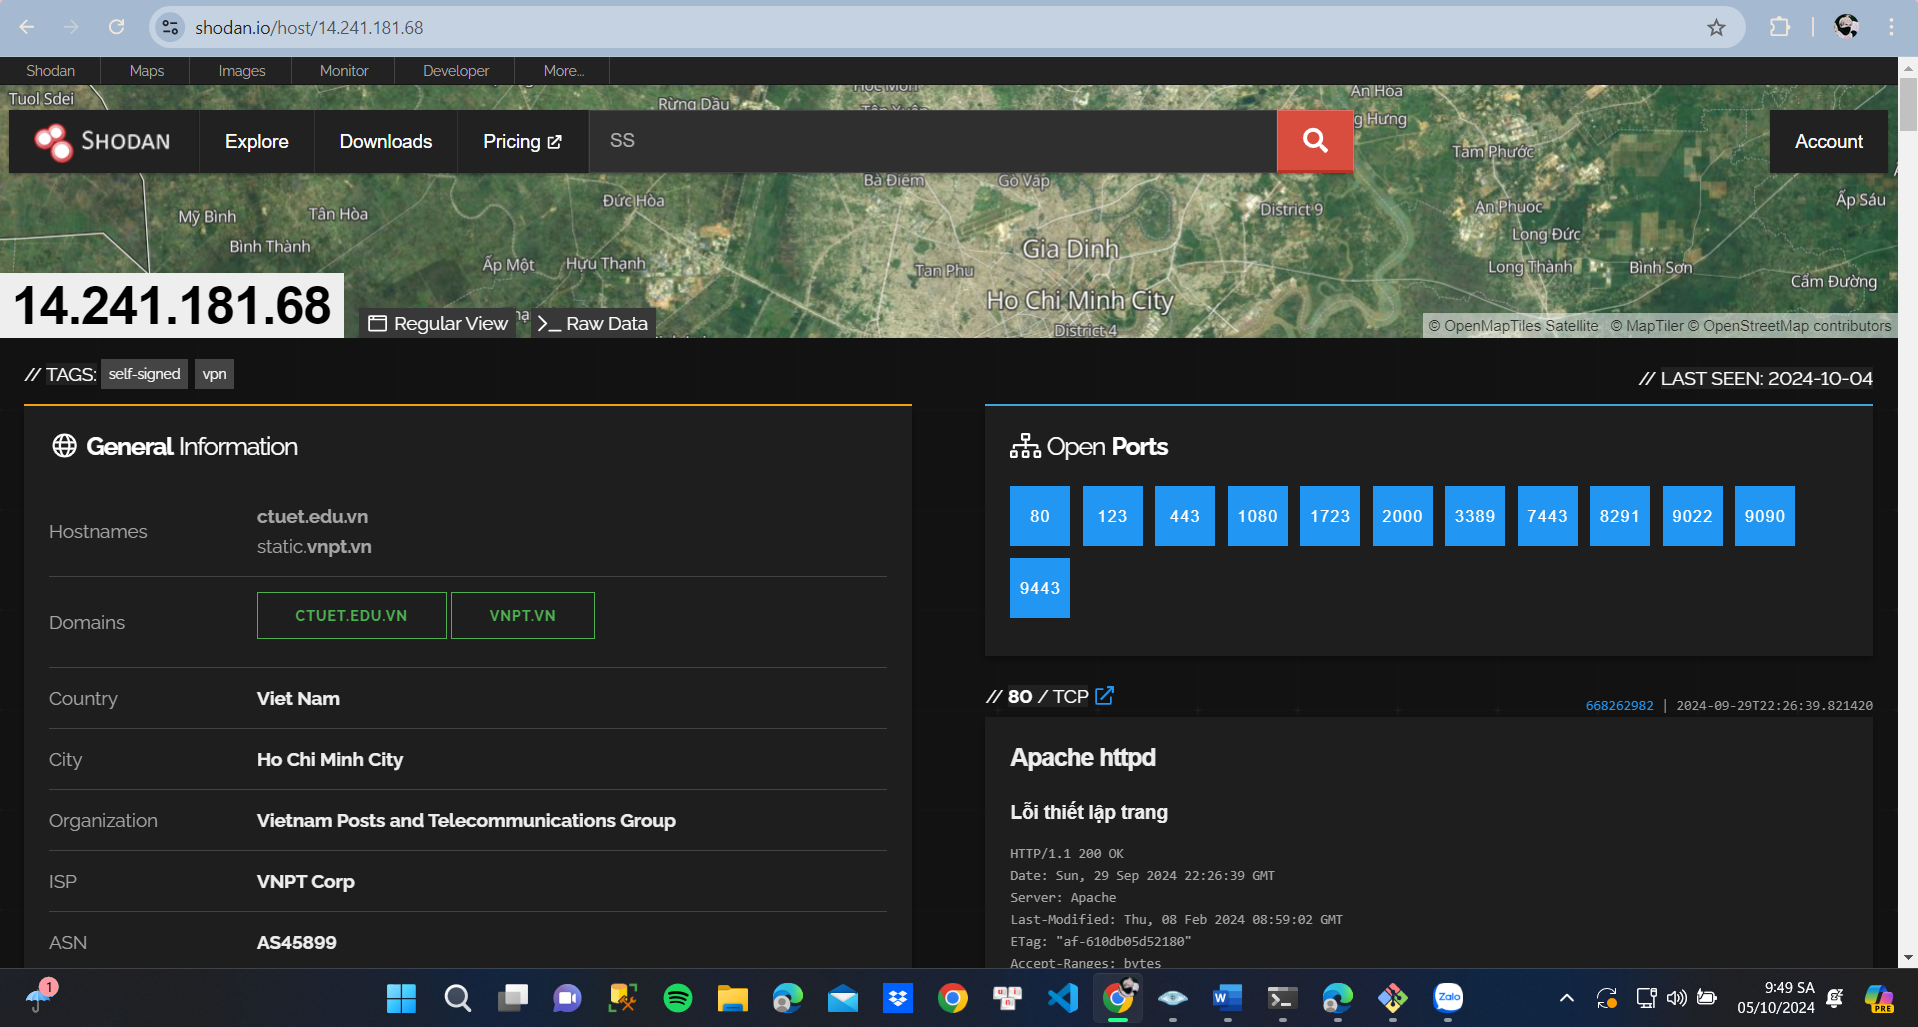 shodan.io/host/14.241.181.68
Shodan Maps Images Monitor Developer More...
Tuol Sdei
Rừng Dầu
An Hòa
SHODAN Explore Downloads Pricing SS Account
g Hưng
Tam Phước
Bà Điểm
Gò Vấp
Mỹ Bình
Tân Hòa
Đức Hòa
District 9
An Phuoc
Ấp Sáu
Bình Thành
Gia Dinh
Long Đức
Ấp Một
Hựu Thạnh
Tan Phu
Long Thành
Bình Sơn
Cẩm Đường
Ho Chi Minh City
District 4
14.241.181.68
Regular View
>_ Raw Data
© OpenMapTiles Satellite © MapTiler © OpenStreetMap contributors
// TAGS: self-signed vpn
// LAST SEEN: 2024-10-04
General Information
Hostnames
ctuet.edu.vn
static.vnpt.vn
Domains
CTUET.EDU.VN VNPT.VN
Country Viet Nam
City Ho Chi Minh City
Organization Vietnam Posts and Telecommunications Group
ISP VNPT Corp
ASN AS45899
Open Ports
80 123 443 1080 1723 2000 3389 7443 8291 9022 9090
9443
// 80 / TCP
668262982 | 2024-09-29T22:26:39.821420
Apache httpd
Lỗi thiết lập trang
HTTP/1.1 200 OK
Date: Sun, 29 Sep 2024 22:26:39 GMT
Server: Apache
Last-Modified: Thu, 08 Feb 2024 08:59:02 GMT
ETag: "af-610db05d52180"
Accept-Ranges: bytes
1
Zalo
9:49 SA
05/10/2024
PRE